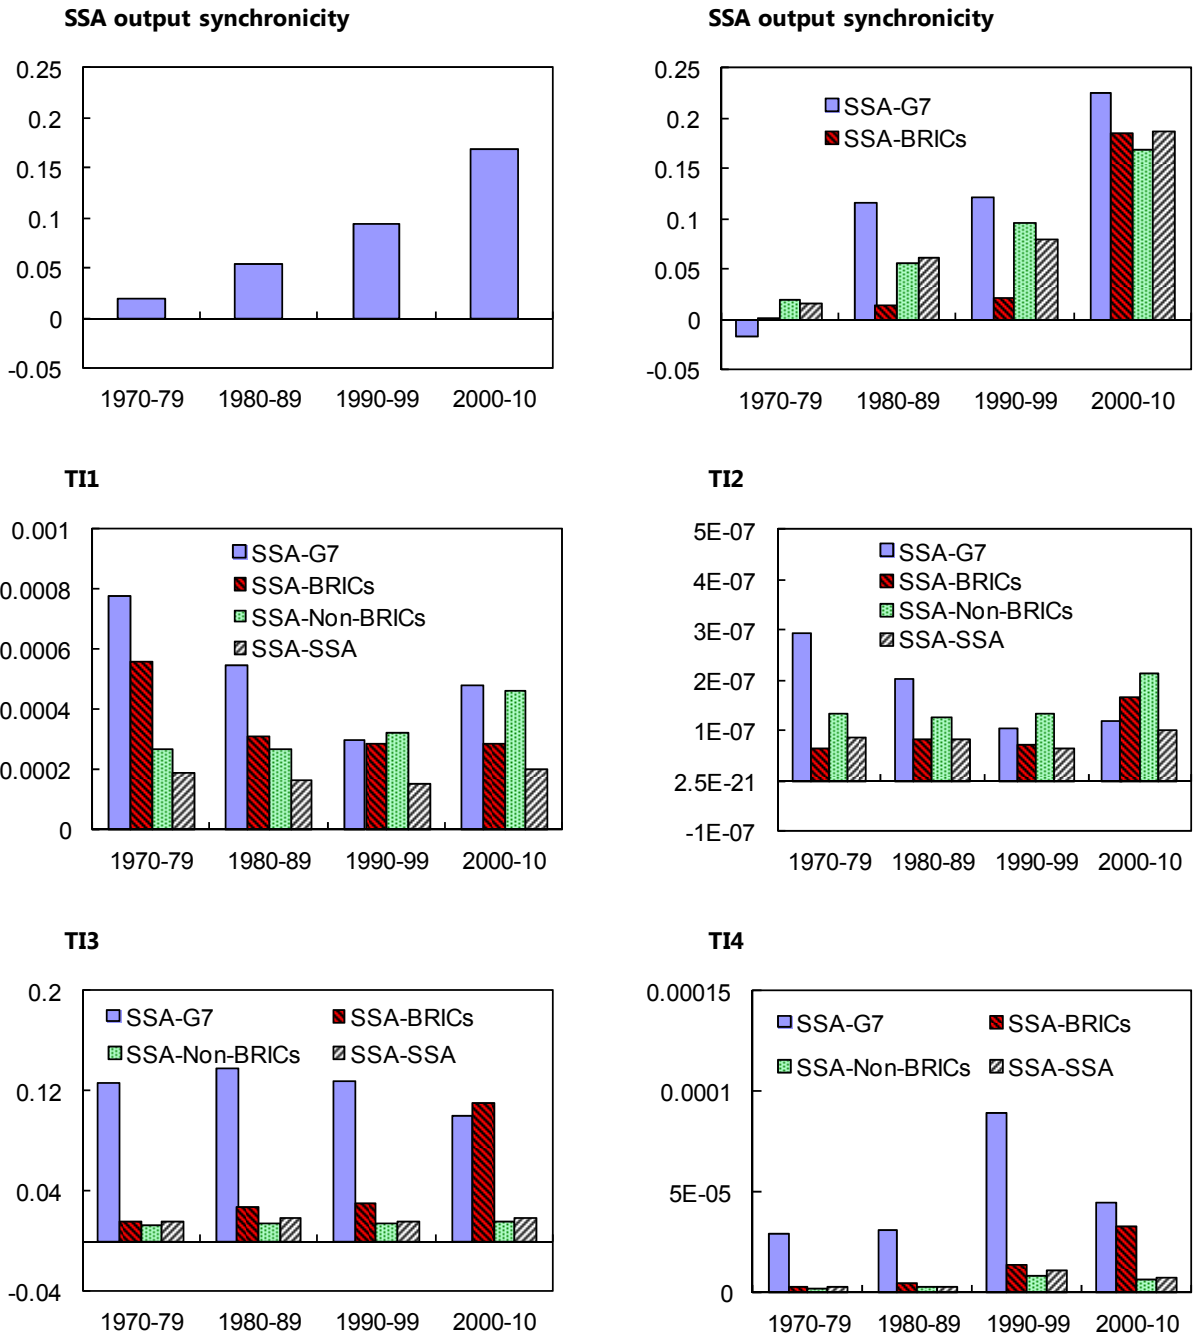 SSA output synchronicity
0.25
0.2
0.15
0.1
0.05
0
-0.05
1970-79 1980-89 1990-99 2000-10
SSA output synchronicity
0.25
0.2
0.15
0.1
0.05
0
-0.05
SSA-G7
SSA-BRICs
1970-79 1980-89 1990-99 2000-10
TI1
0.001
0.0008
0.0006
0.0004
0.0002
0
SSA-G7
SSA-BRICs
SSA-Non-BRICs
SSA-SSA
1970-79 1980-89 1990-99 2000-10
TI2
5E-07
4E-07
3E-07
2E-07
1E-07
2.5E-21
-1E-07
SSA-G7
SSA-BRICs
SSA-Non-BRICs
SSA-SSA
1970-79 1980-89 1990-99 2000-10
TI3
0.2
0.12
0.04
-0.04
SSA-G7 SSA-BRICs
SSA-Non-BRICs SSA-SSA
1970-79 1980-89 1990-99 2000-10
TI4
0.00015
0.0001
5E-05
0
SSA-G7 SSA-BRICs
SSA-Non-BRICs SSA-SSA
1970-79 1980-89 1990-99 2000-10